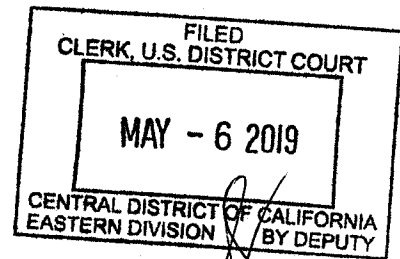 FILED
CLERK, U.S. DISTRICT COURT
MAY - 6 2019
CENTRAL DISTRICT OF CALIFORNIA
EASTERN DIVISION BY DEPUTY